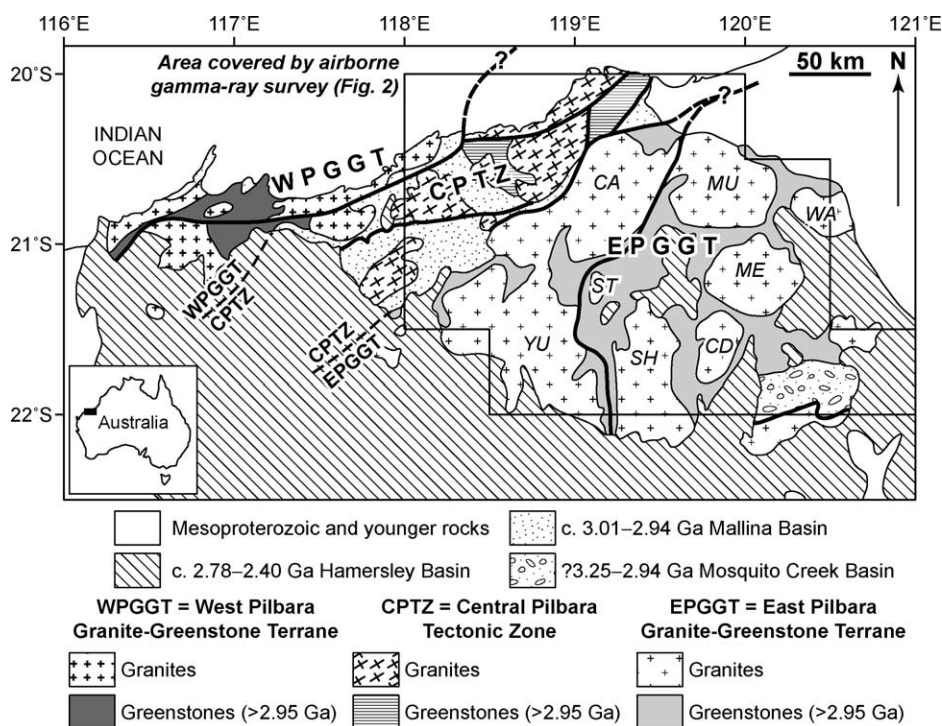 116°E 117°E 118°E 119°E 120°E 121°E
20°S
Area covered by airborne
gamma-ray survey (Fig. 2)
?
50 km
N
?
INDIAN
OCEAN
WPGGT
CPTZ
CA
MU
WA
21°S
EPGGT
WPGGT
CPTZ
ST
ME
CPTZ
EPGGT
YU
SH
CD
22°S
Australia
Mesoproterozoic and younger rocks
c. 3.01–2.94 Ga Mallina Basin
c. 2.78–2.40 Ga Hamersley Basin
?3.25–2.94 Ga Mosquito Creek Basin
WPGGT = West Pilbara
Granite-Greenstone Terrane
Granites
Greenstones (>2.95 Ga)
CPTZ = Central Pilbara
Tectonic Zone
Granites
Greenstones (>2.95 Ga)
EPGGT = East Pilbara
Granite-Greenstone Terrane
Granites
Greenstones (>2.95 Ga)